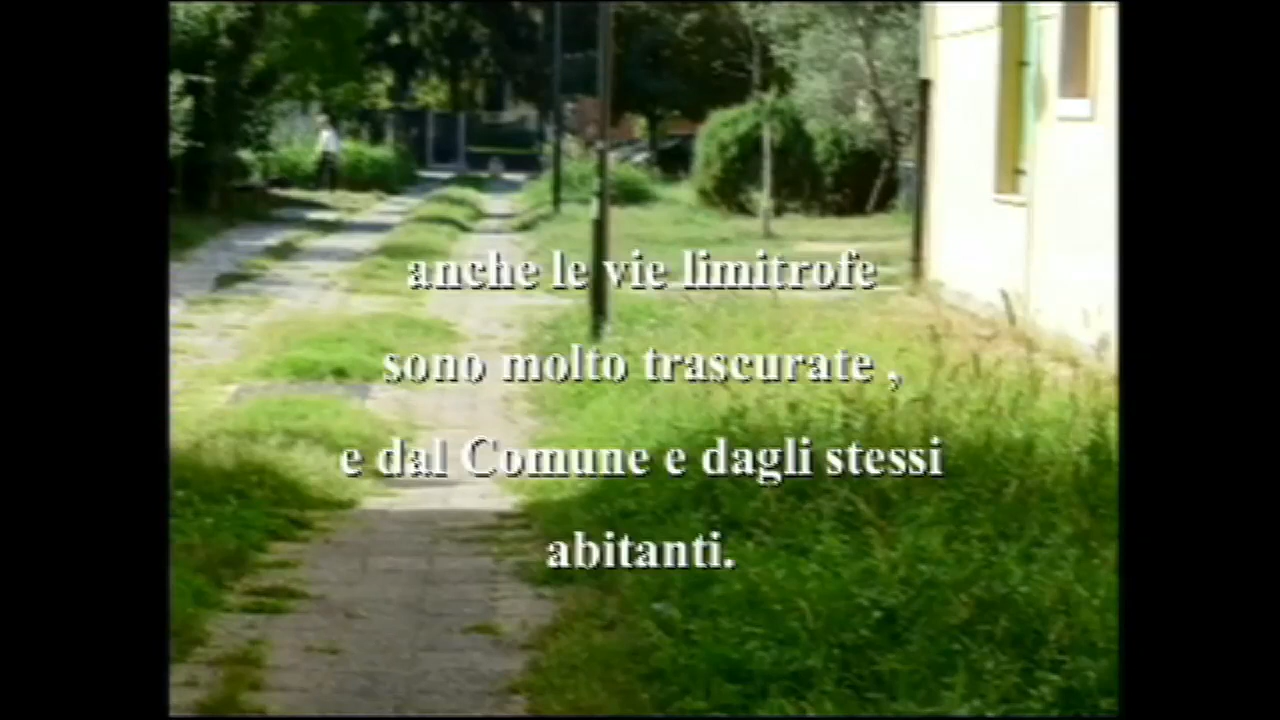 anche le vie limitrofe
sono molto trascurate ,
e dal Comune e dagli stessi
abitanti.